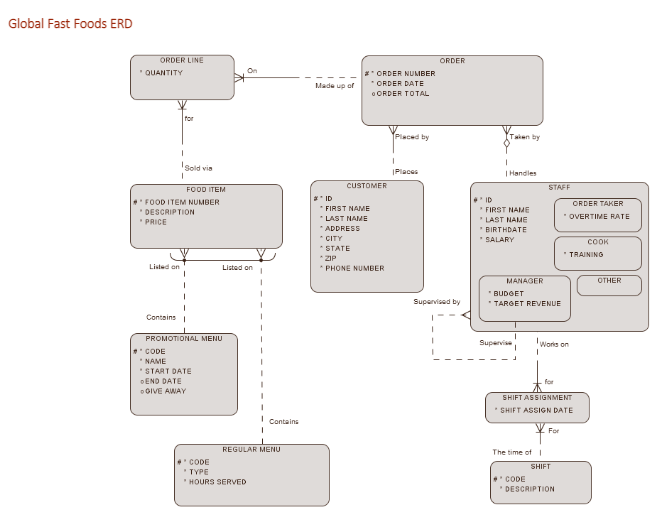 Global Fast Foods ERD
ORDER LINE
* QUANTITY
On
Made up of
ORDER
# * ORDER NUMBER
* ORDER DATE
o ORDER TOTAL
for
Sold via
Placed by
Places
Taken by
Handles
FOOD ITEM
# * FOOD ITEM NUMBER
* DESCRIPTION
* PRICE
CUSTOMER
# * ID
* FIRST NAME
* LAST NAME
* ADDRESS
* CITY
* STATE
* ZIP
* PHONE NUMBER
STAFF
# * ID
* FIRST NAME
* LAST NAME
* BIRTHDATE
* SALARY
ORDER TAKER
* OVERTIME RATE
COOK
* TRAINING
OTHER
MANAGER
* BUDGET
* TARGET REVENUE
Listed on
Listed on
Contains
Supervised by
Supervise
Works on
PROMOTIONAL MENU
# * CODE
* NAME
* START DATE
o END DATE
o GIVE AWAY
for
SHIFT ASSIGNMENT
* SHIFT ASSIGN DATE
Contains
For
The time of
REGULAR MENU
# * CODE
* TYPE
* HOURS SERVED
SHIFT
# * CODE
* DESCRIPTION